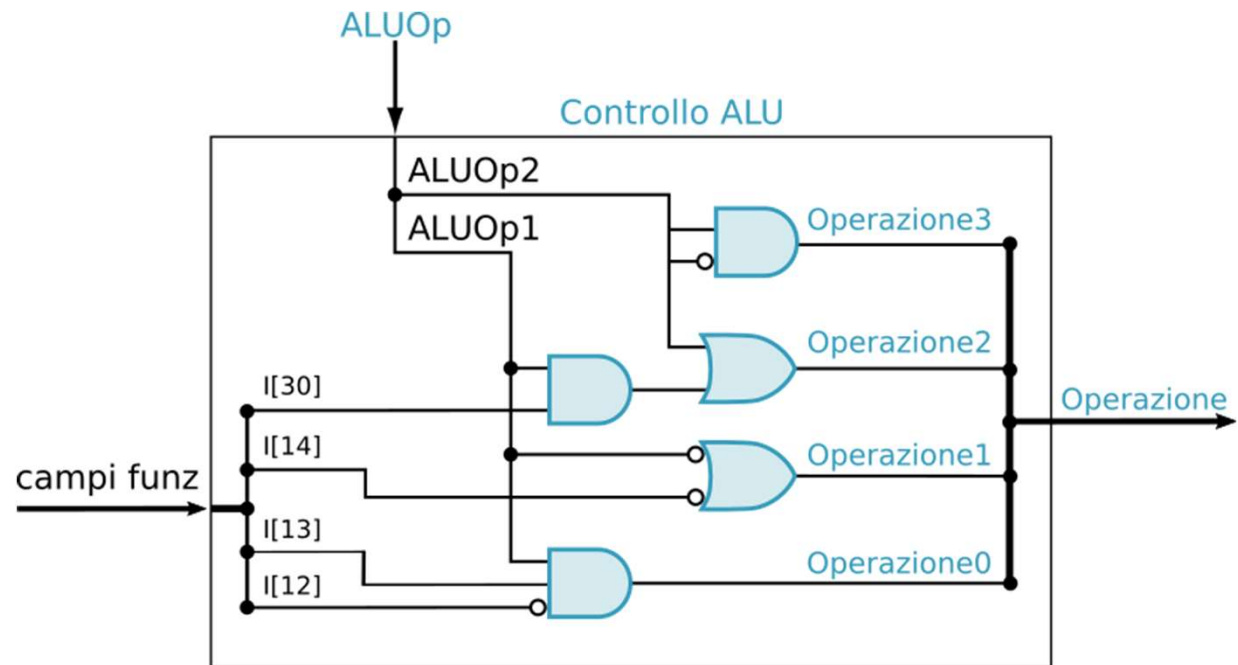 ALUOp
Controllo ALU
ALUOp2
ALUOp1
Operazione3
Operazione2
I[30]
Operazione
I[14]
Operazione1
campi funz
I[13]
Operazione0
I[12]